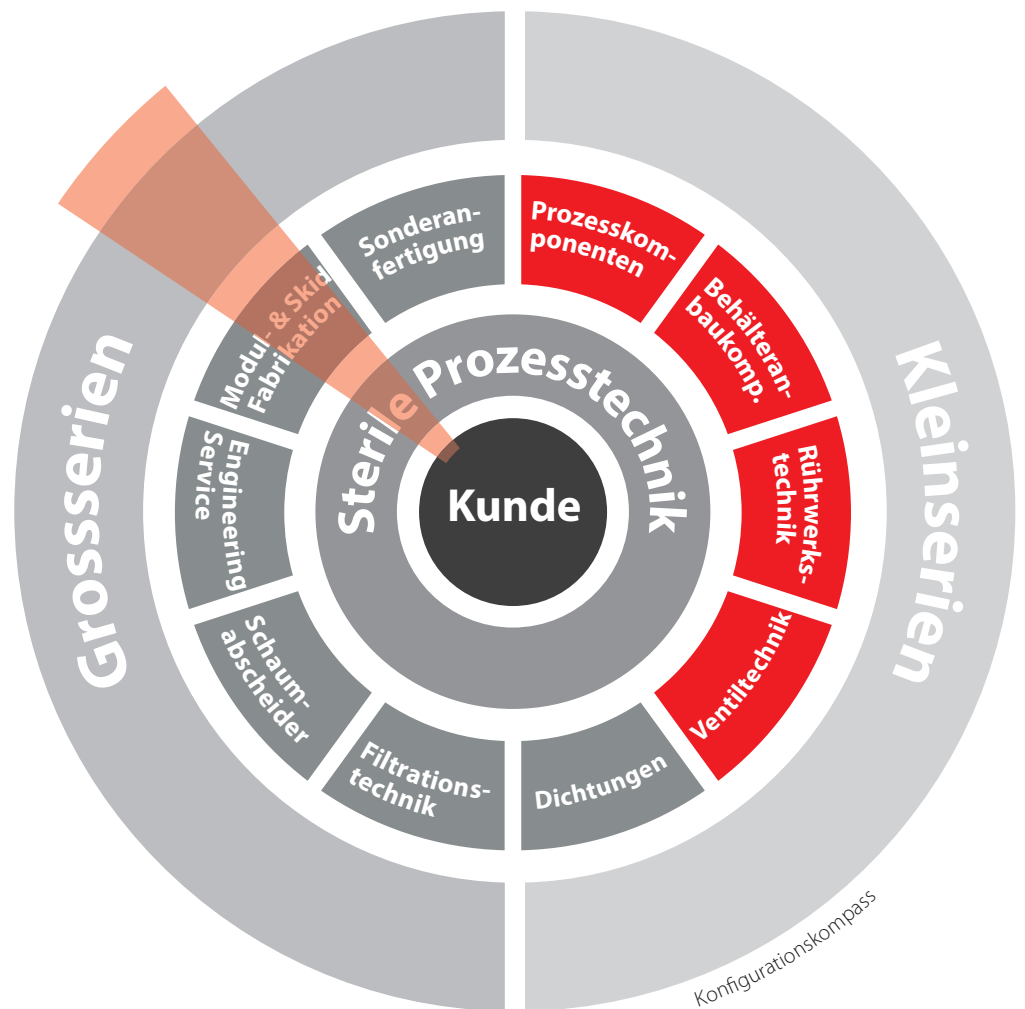 Grossserien
Kleinserien
Sonderan-
fertigung
Prozesskom-
ponenten
Behälteran-
baukomp.
Rührwerks-
technik
Ventiltechnik
Dichtungen
Filtrations-
technik
Schaum-
abscheider
Engineering
Service
Modul- & Skid
Fabrikation
Sterile Prozesstechnik
Kunde
Konfigurationskompass